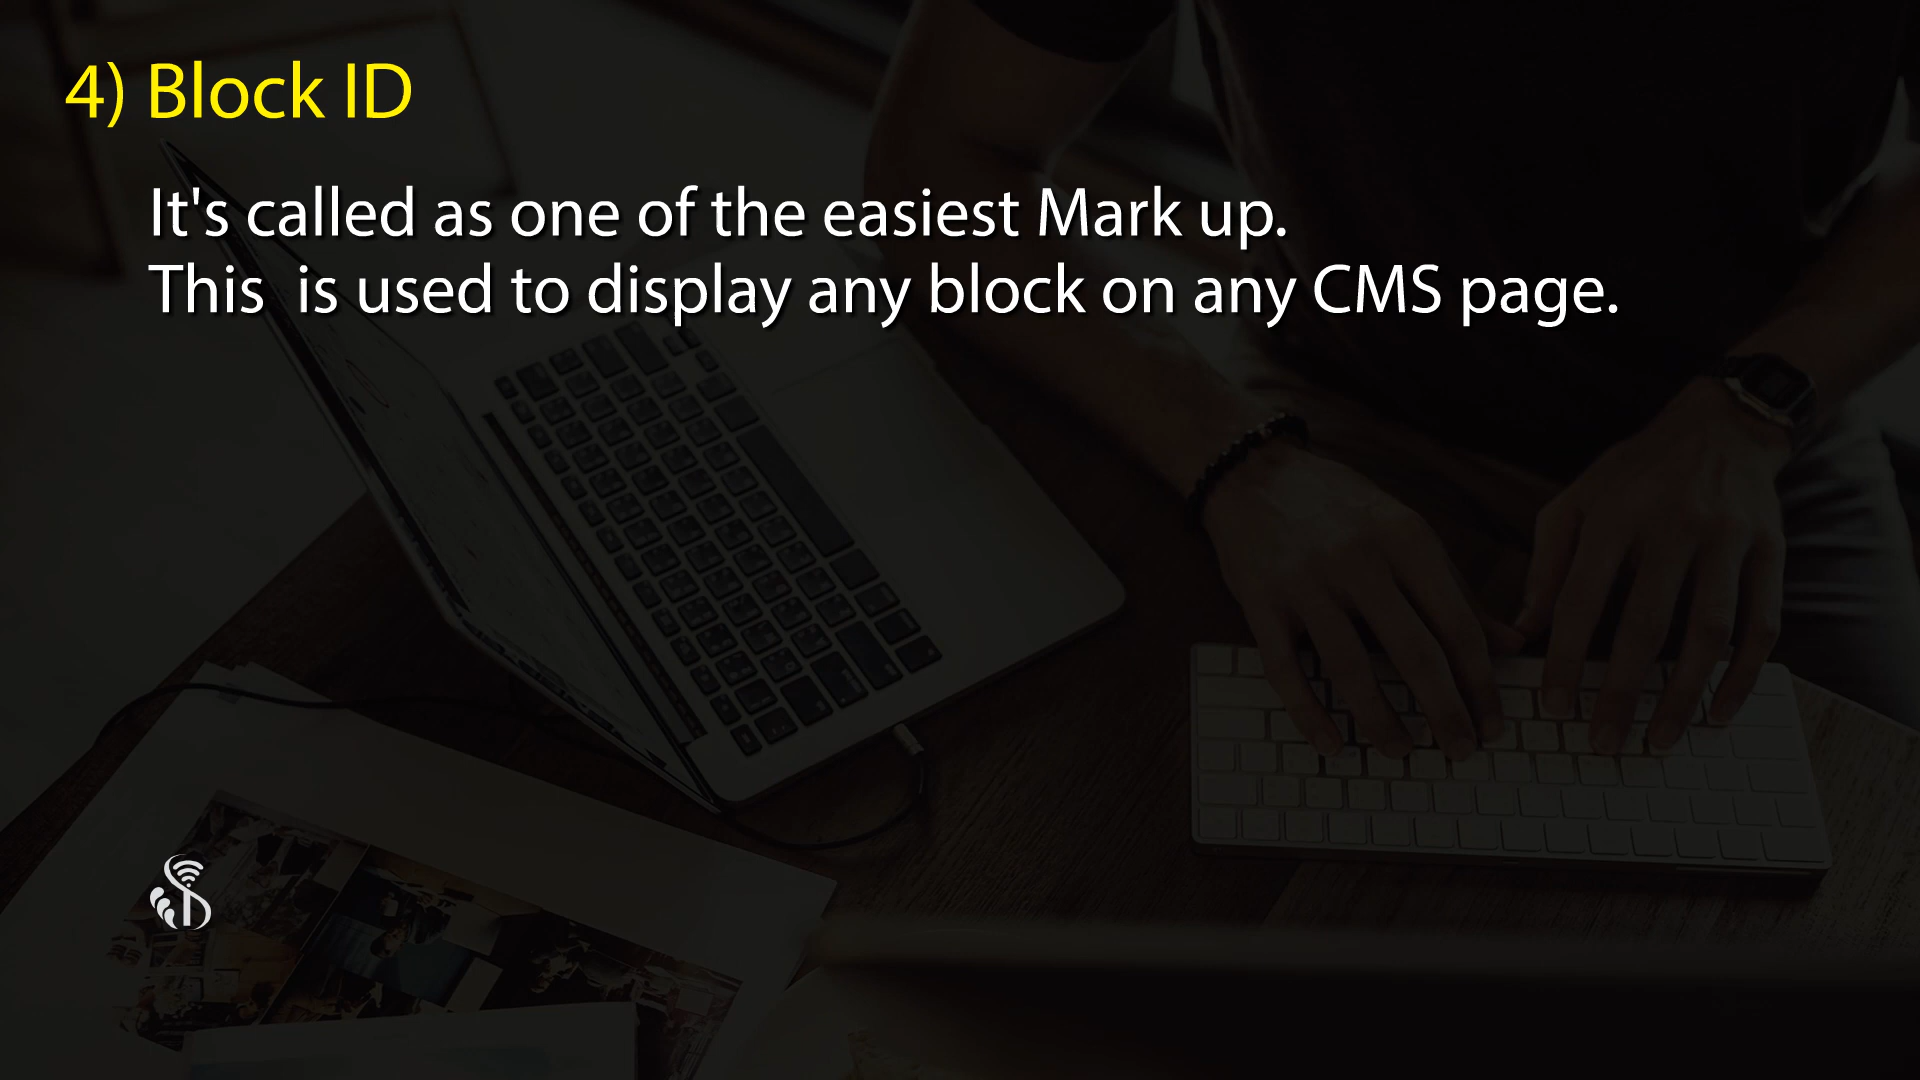 4) Block ID
It's called as one of the easiest Mark up.
This  is used to display any block on any CMS page.